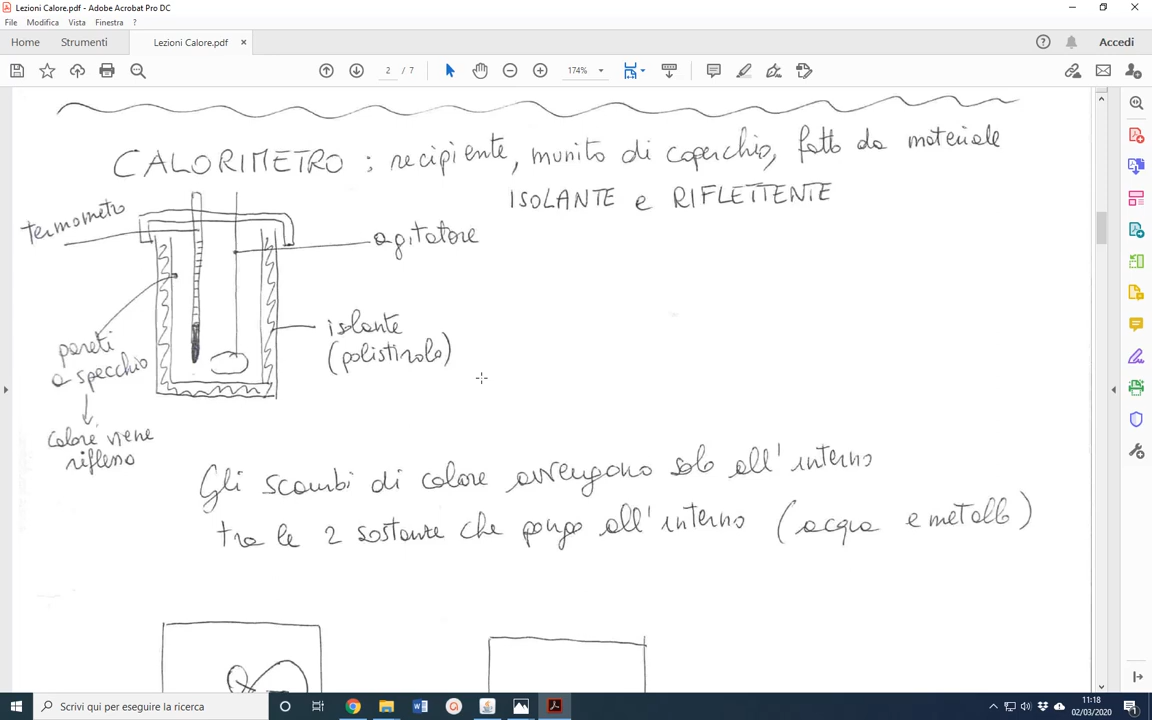 Lezioni Calore.pdf - Adobe Acrobat Pro DC
File Modifica Vista Finestra ?
Home Strumenti Lezioni Calore.pdf × Accedi
2 / 7 174%
CALORIMETRO : recipiente, munito di coperchio, fatto da materiale
ISOLANTE e RIFLETTENTE
termometro
agitatore
isolante
(polistirolo)
pareti
a specchio
calore viene
riflesso
Gli scambi di calore avvengono solo all'interno
tra le 2 sostanze che pongo all'interno (acqua e metallo)
Scrivi qui per eseguire la ricerca
11:18
02/03/2020